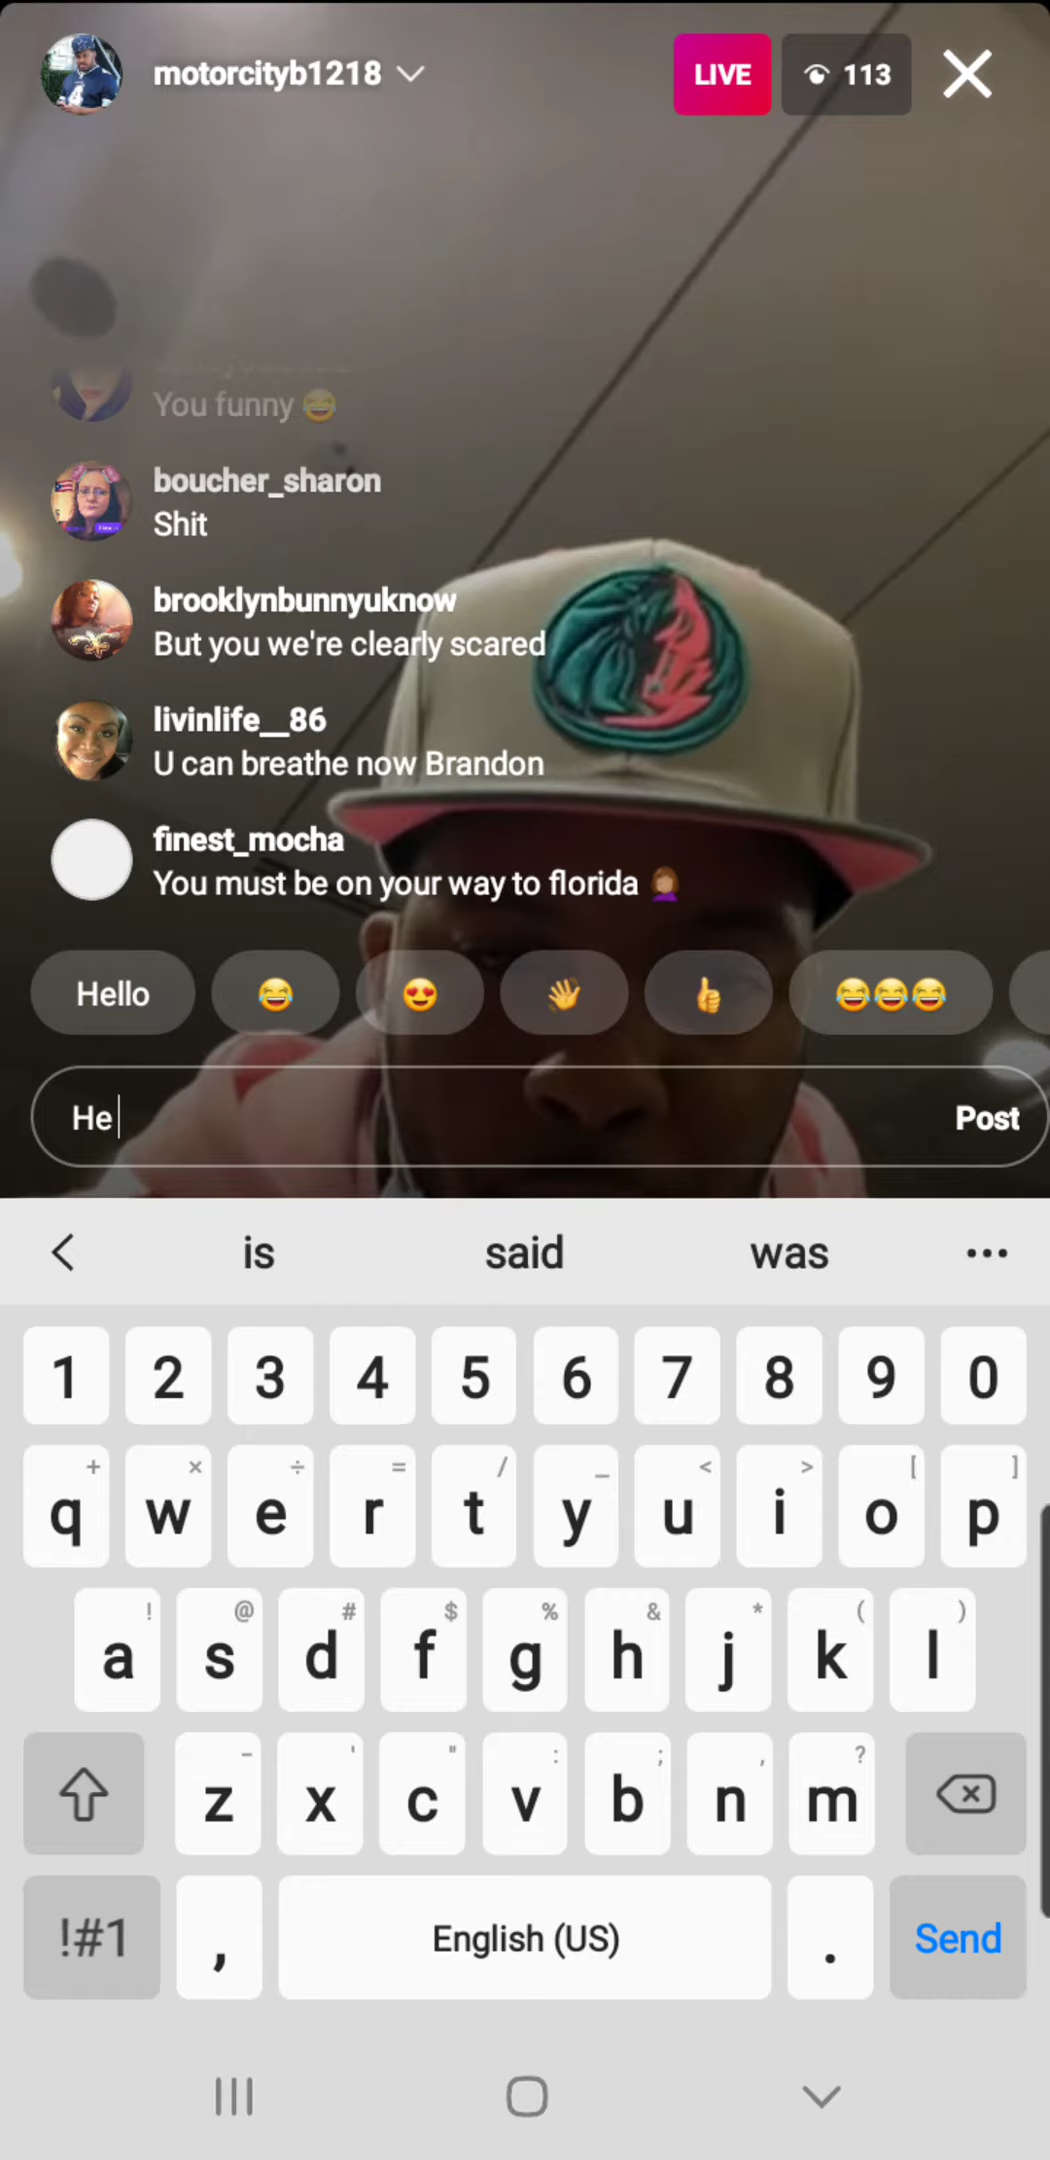 motorcityb1218
LIVE
113
You funny 😂
boucher_sharon
Shit
brooklynbunnyuknow
But you we're clearly scared
livinlife__86
U can breathe now Brandon
finest_mocha
You must be on your way to florida 🤦🏼‍♀️
Hello 😂 😍 👋 👍 😂😂😂
He
Post
is said was
1 2 3 4 5 6 7 8 9 0
+ × ÷ = / _ < > [ ]
q w e r t y u i o p
! @ # $ % & * ( )
a s d f g h j k l
- ' " : ; , ?
z x c v b n m
!#1 , English (US) . Send